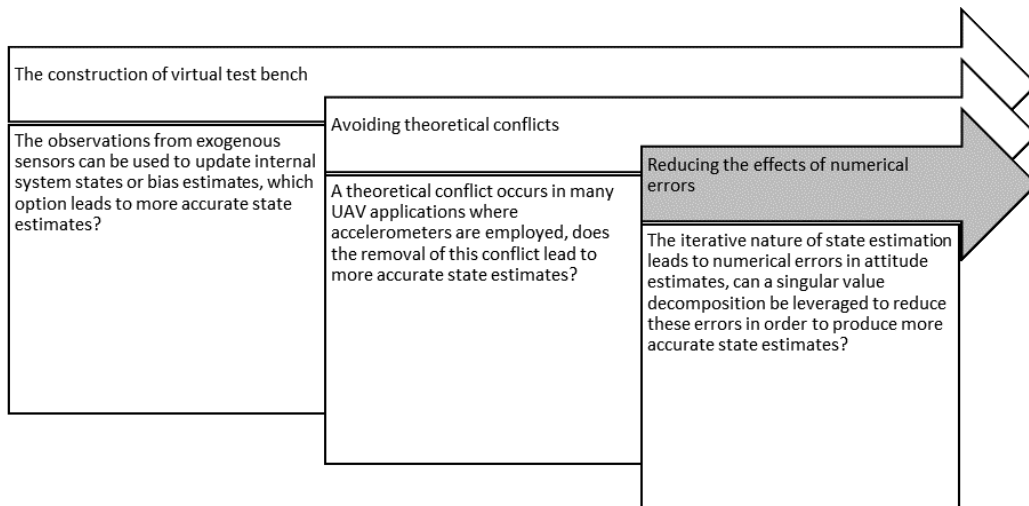 The construction of virtual test bench
The observations from exogenous
sensors can be used to update internal
system states or bias estimates, which
option leads to more accurate state
estimates?
Avoiding theoretical conflicts
A theoretical conflict occurs in many
UAV applications where
accelerometers are employed, does
the removal of this conflict lead to
more accurate state estimates?
Reducing the effects of numerical
errors
The iterative nature of state estimation
leads to numerical errors in attitude
estimates, can a singular value
decomposition be leveraged to reduce
these errors in order to produce more
accurate state estimates?